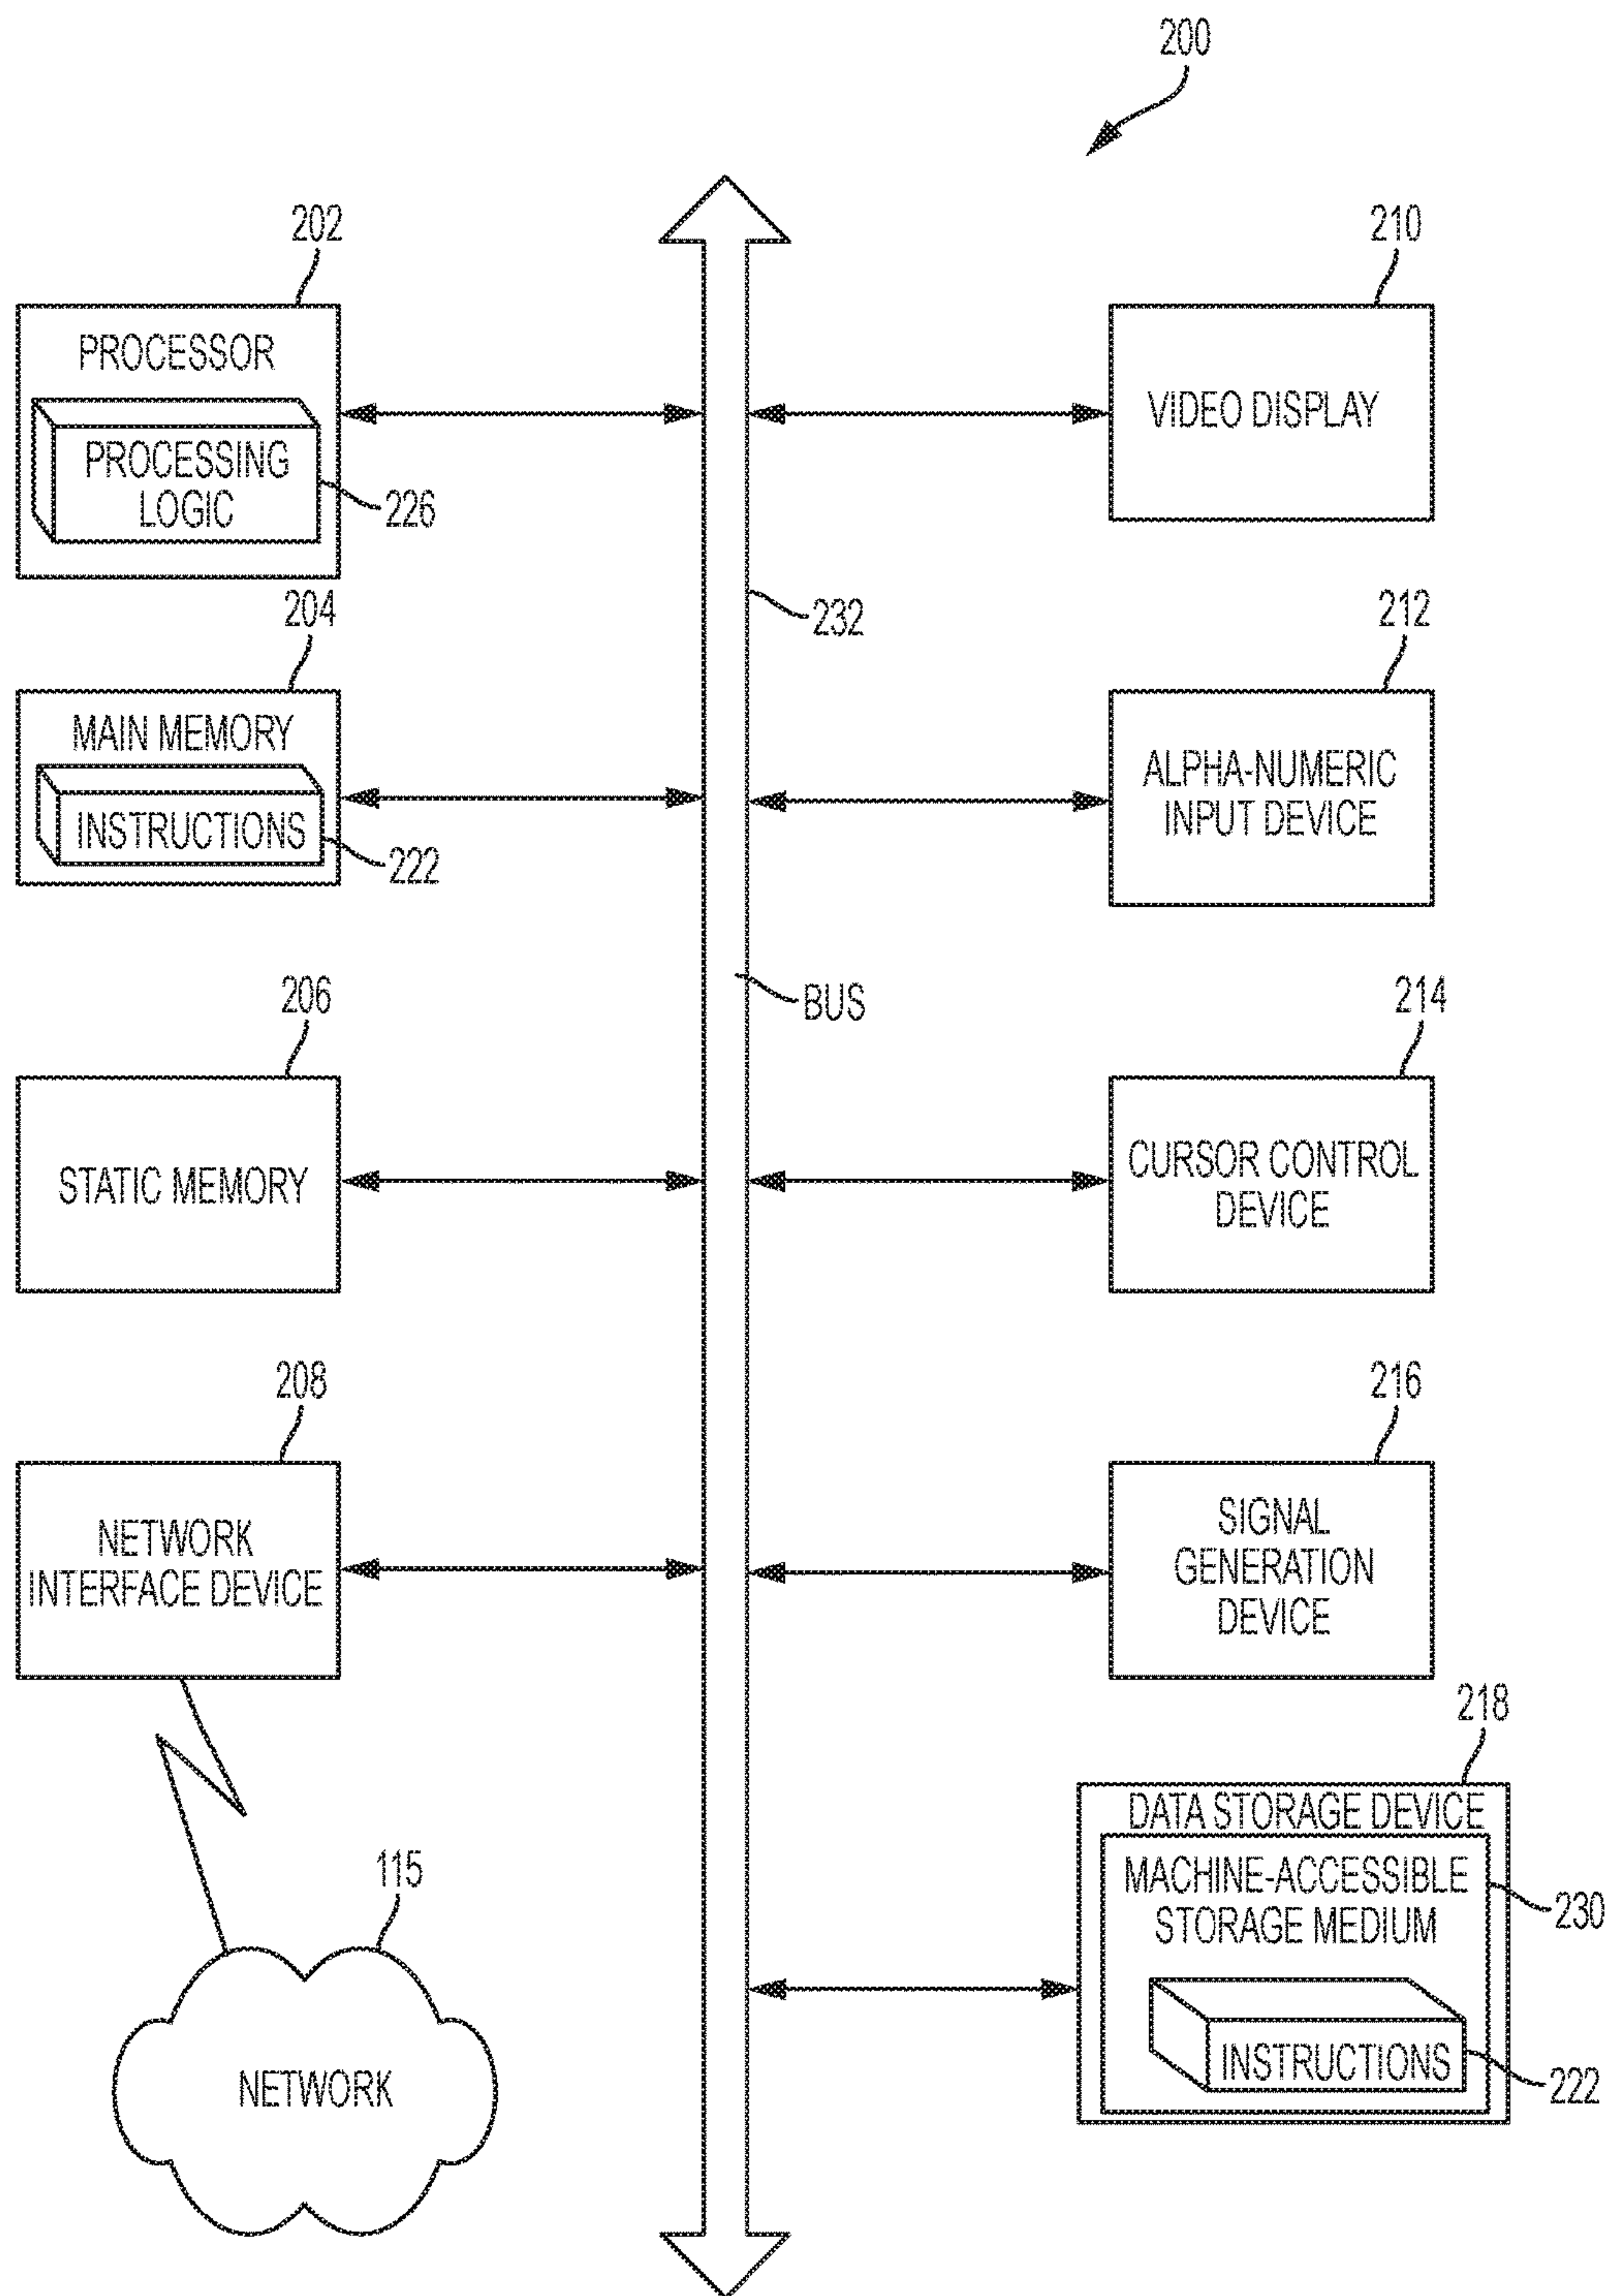 200
202
PROCESSOR
PROCESSING
LOGIC
226
210
VIDEO DISPLAY
232
204
MAIN MEMORY
INSTRUCTIONS
222
212
ALPHA-NUMERIC
INPUT DEVICE
BUS
206
STATIC MEMORY
214
CURSOR CONTROL
DEVICE
208
NETWORK
INTERFACE DEVICE
216
SIGNAL
GENERATION
DEVICE
115
NETWORK
218
DATA STORAGE DEVICE
MACHINE-ACCESSIBLE
STORAGE MEDIUM
230
INSTRUCTIONS
222